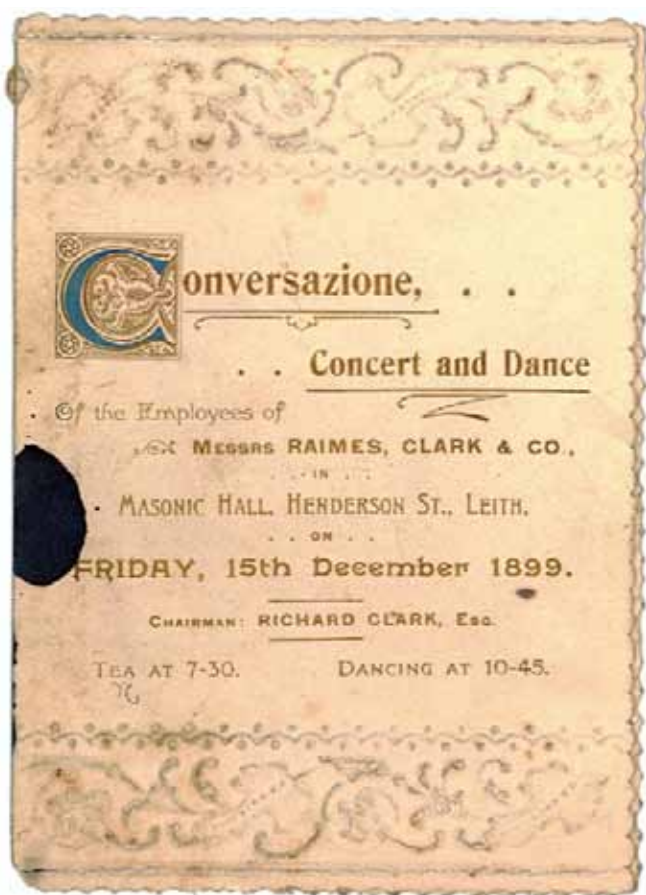 Conversazione, . .
. . Concert and Dance
Of the Employees of
MESSRS RAIMES, CLARK & CO.,
. . IN . .
MASONIC HALL, HENDERSON ST., LEITH,
. . ON . .
FRIDAY, 15th December 1899.
CHAIRMAN: RICHARD CLARK, ESQ.
TEA AT 7-30. DANCING AT 10-45.